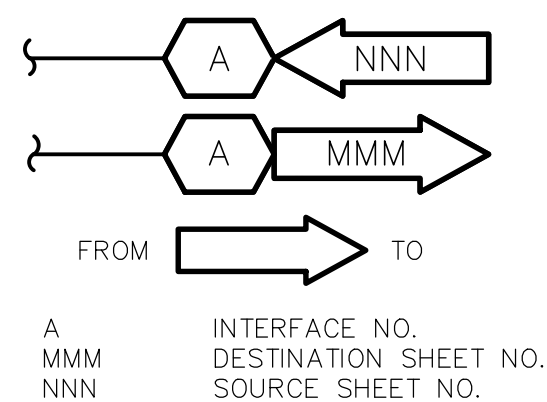 A NNN
A MMM
FROM TO
A INTERFACE NO.
MMM DESTINATION SHEET NO.
NNN SOURCE SHEET NO.